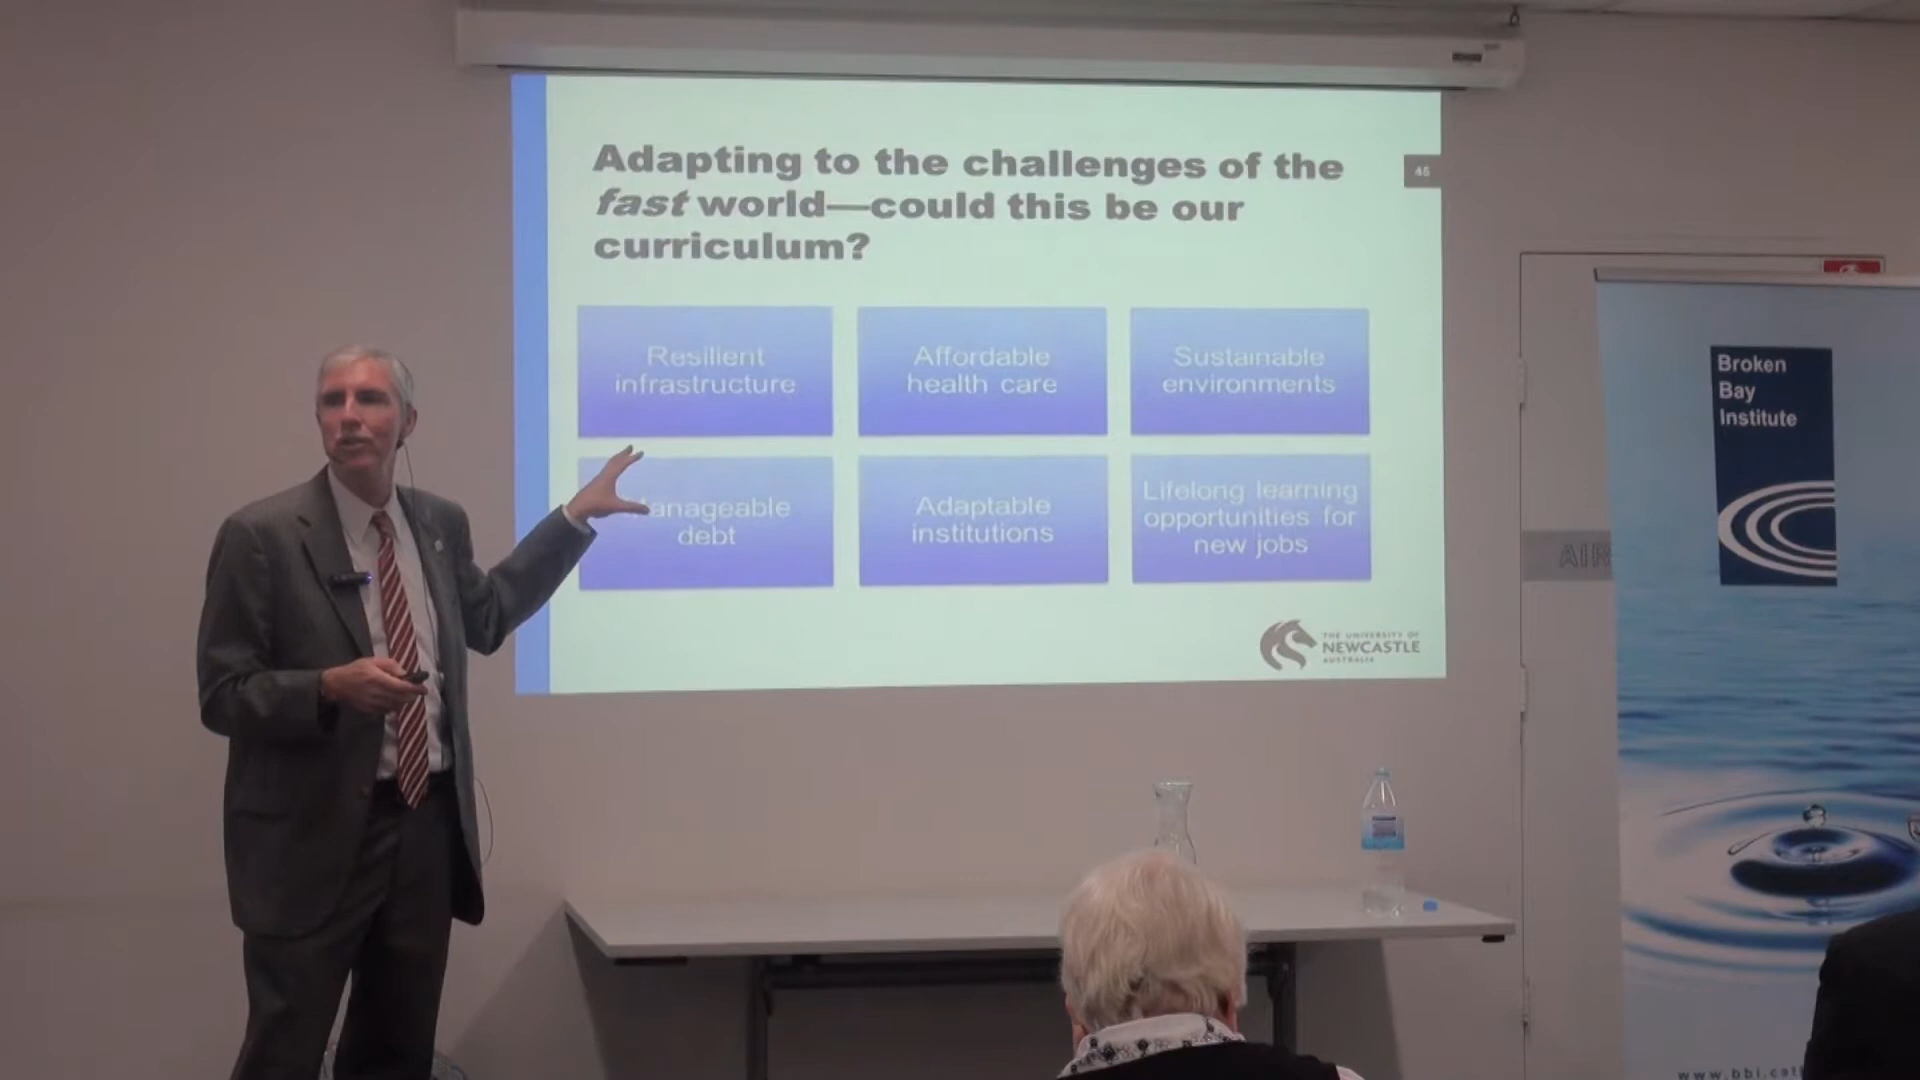 Adapting to the challenges of the
fast world—could this be our
curriculum?
45
Resilient
infrastructure
Affordable
health care
Sustainable
environments
anageable
debt
Adaptable
institutions
Lifelong learning
opportunities for
new jobs
THE UNIVERSITY OF
NEWCASTLE
AUSTRALIA
Broken
Bay
Institute
AIR
www.bbi.cat